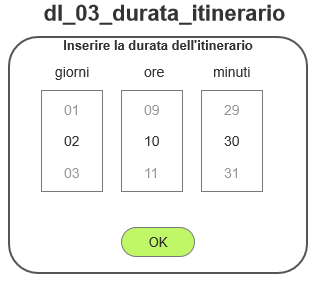 dl_03_durata_itinerario
Inserire la durata dell'itinerario
giorni ore minuti
01 09 29
02 10 30
03 11 31
OK